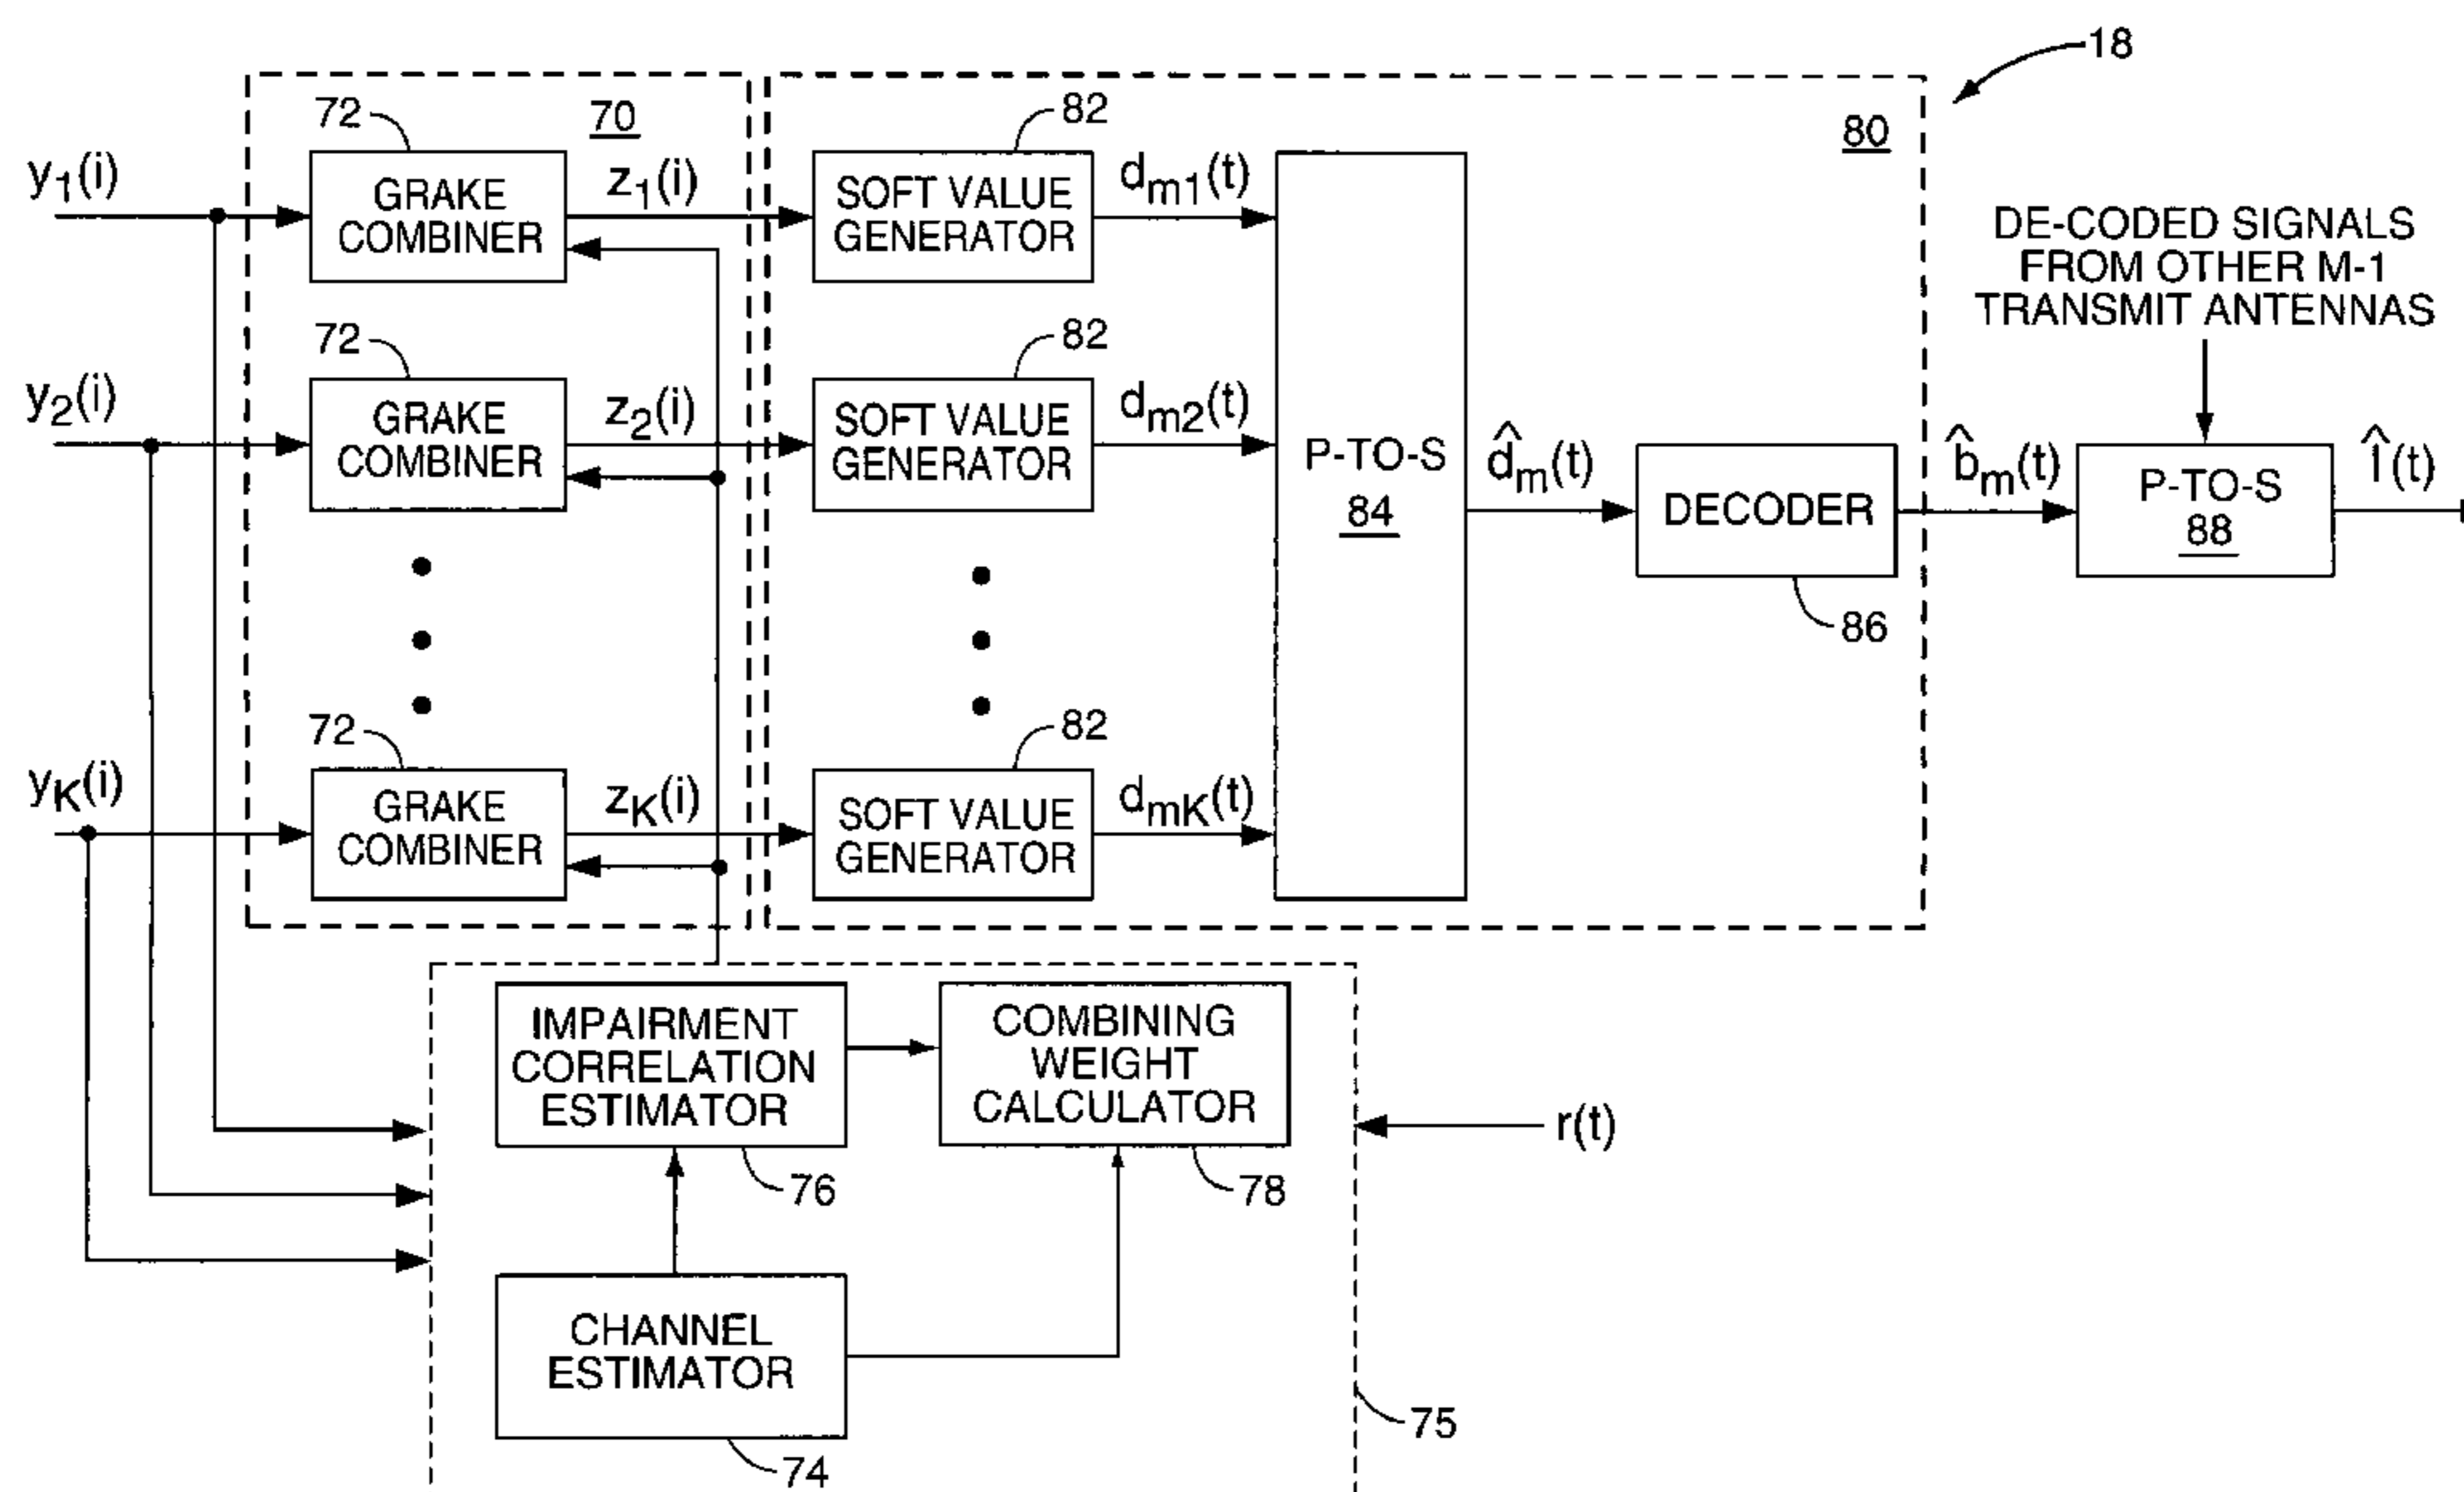 18
72
70
82
80
y1(i)
GRAKE
COMBINER
z1(i)
SOFT VALUE
GENERATOR
dm1(t)
DE-CODED SIGNALS
FROM OTHER M-1
TRANSMIT ANTENNAS
72
82
y2(i)
GRAKE
COMBINER
z2(i)
SOFT VALUE
GENERATOR
dm2(t)
P-TO-S
84
d̂m(t)
DECODER
86
b̂m(t)
P-TO-S
88
Î(t)
72
82
yK(i)
GRAKE
COMBINER
zK(i)
SOFT VALUE
GENERATOR
dmK(t)
IMPAIRMENT
CORRELATION
ESTIMATOR
76
COMBINING
WEIGHT
CALCULATOR
78
r(t)
CHANNEL
ESTIMATOR
74
75